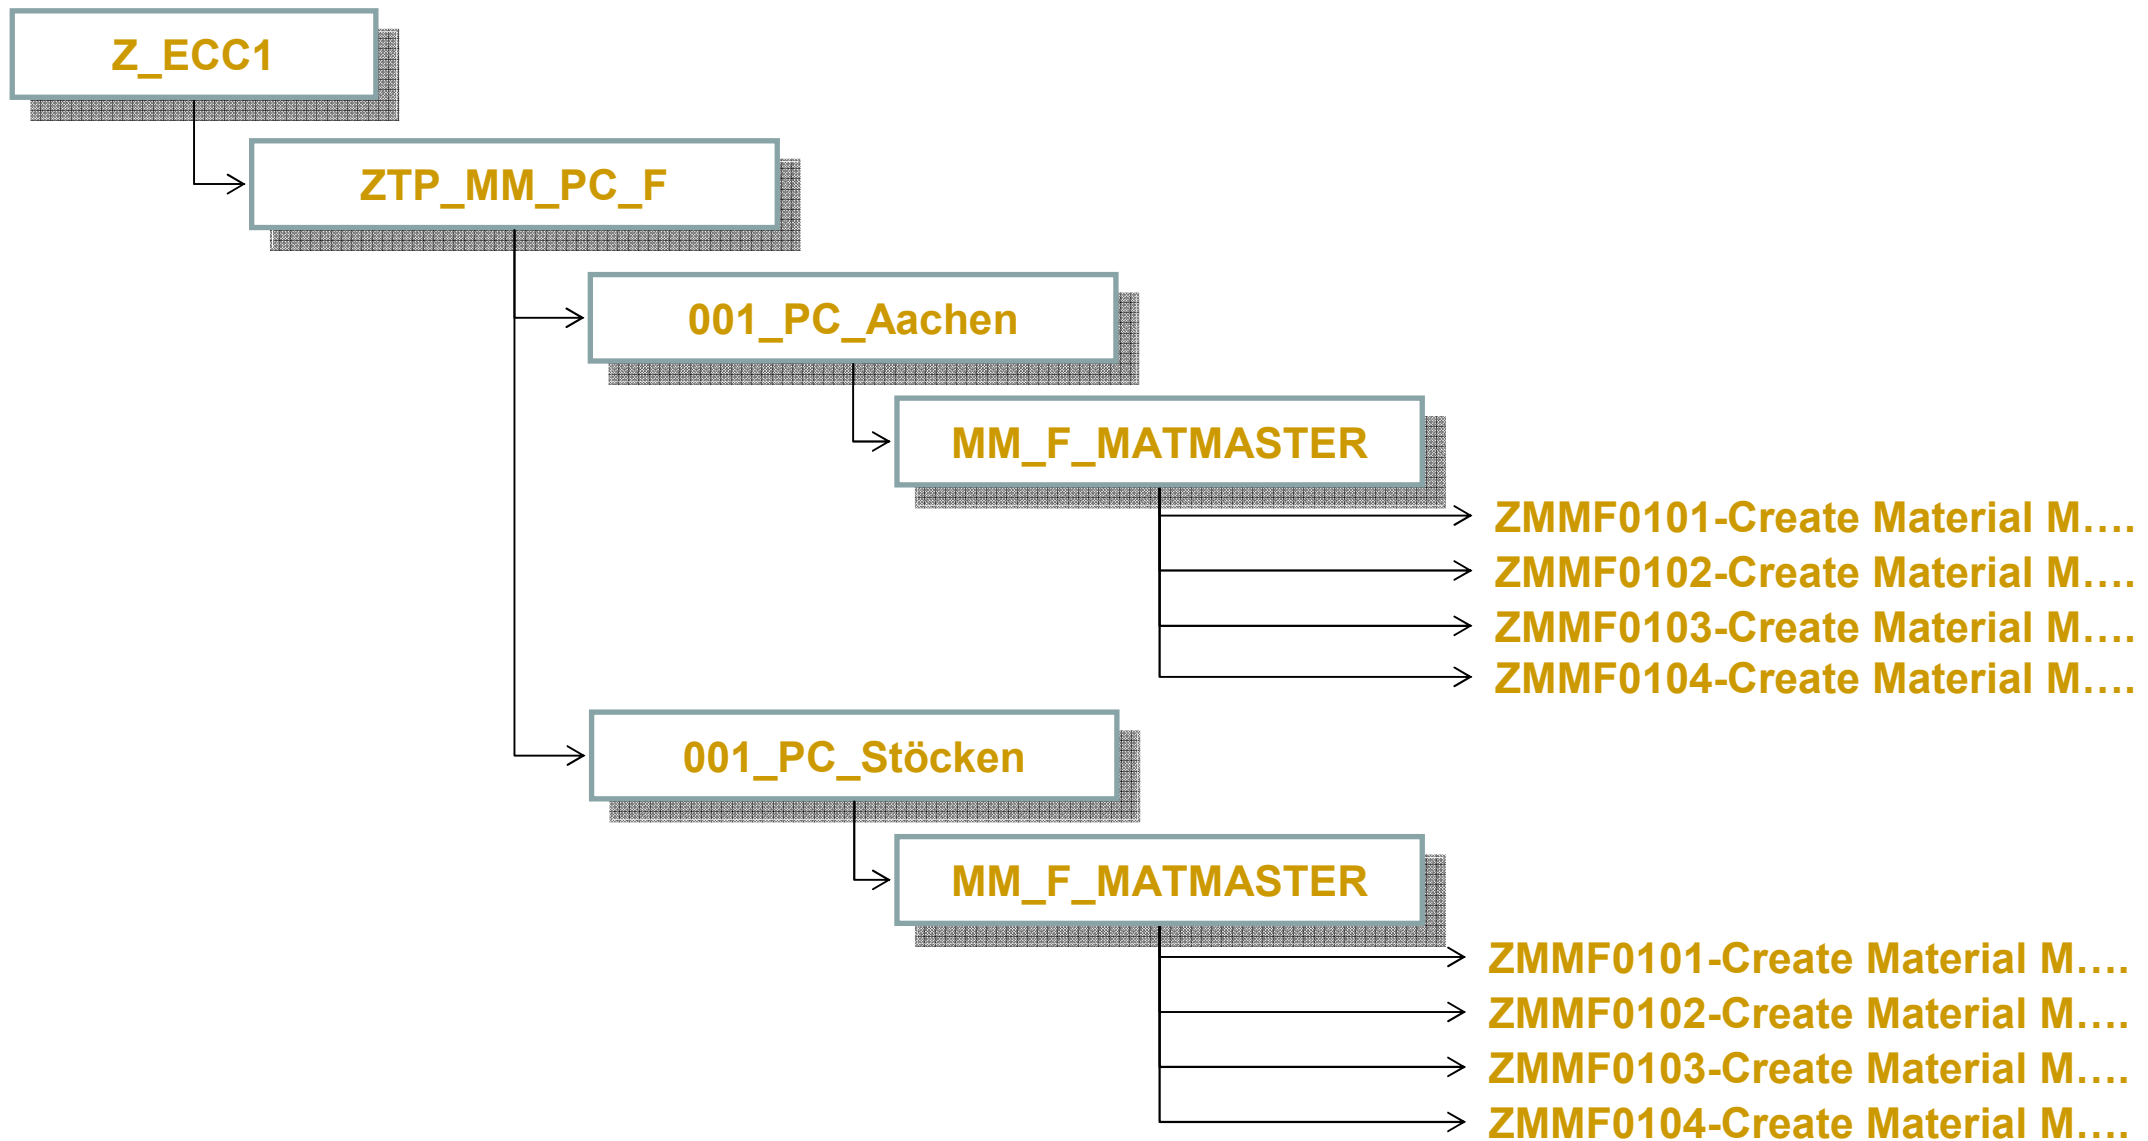 Z_ECC1
ZTP_MM_PC_F
001_PC_Aachen
MM_F_MATMASTER
ZMMF0101-Create Material M....
ZMMF0102-Create Material M....
ZMMF0103-Create Material M....
ZMMF0104-Create Material M....
001_PC_Stöcken
MM_F_MATMASTER
ZMMF0101-Create Material M....
ZMMF0102-Create Material M....
ZMMF0103-Create Material M....
ZMMF0104-Create Material M....